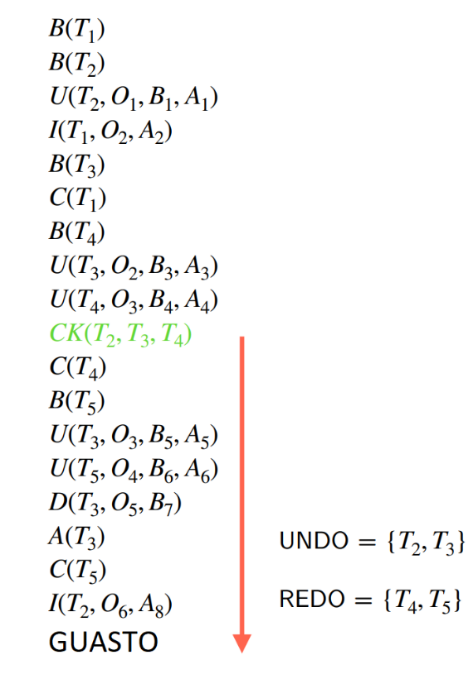 B(T₁)
B(T₂)
U(T₂, O₁, B₁, A₁)
I(T₁, O₂, A₂)
B(T₃)
C(T₁)
B(T₄)
U(T₃, O₂, B₃, A₃)
U(T₄, O₃, B₄, A₄)
CK(T₂, T₃, T₄)
C(T₄)
B(T₅)
U(T₃, O₃, B₅, A₅)
U(T₅, O₄, B₆, A₆)
D(T₃, O₅, B₇)
A(T₃)
C(T₅)
I(T₂, O₆, A₈)
GUASTO
UNDO = {T₂, T₃}
REDO = {T₄, T₅}